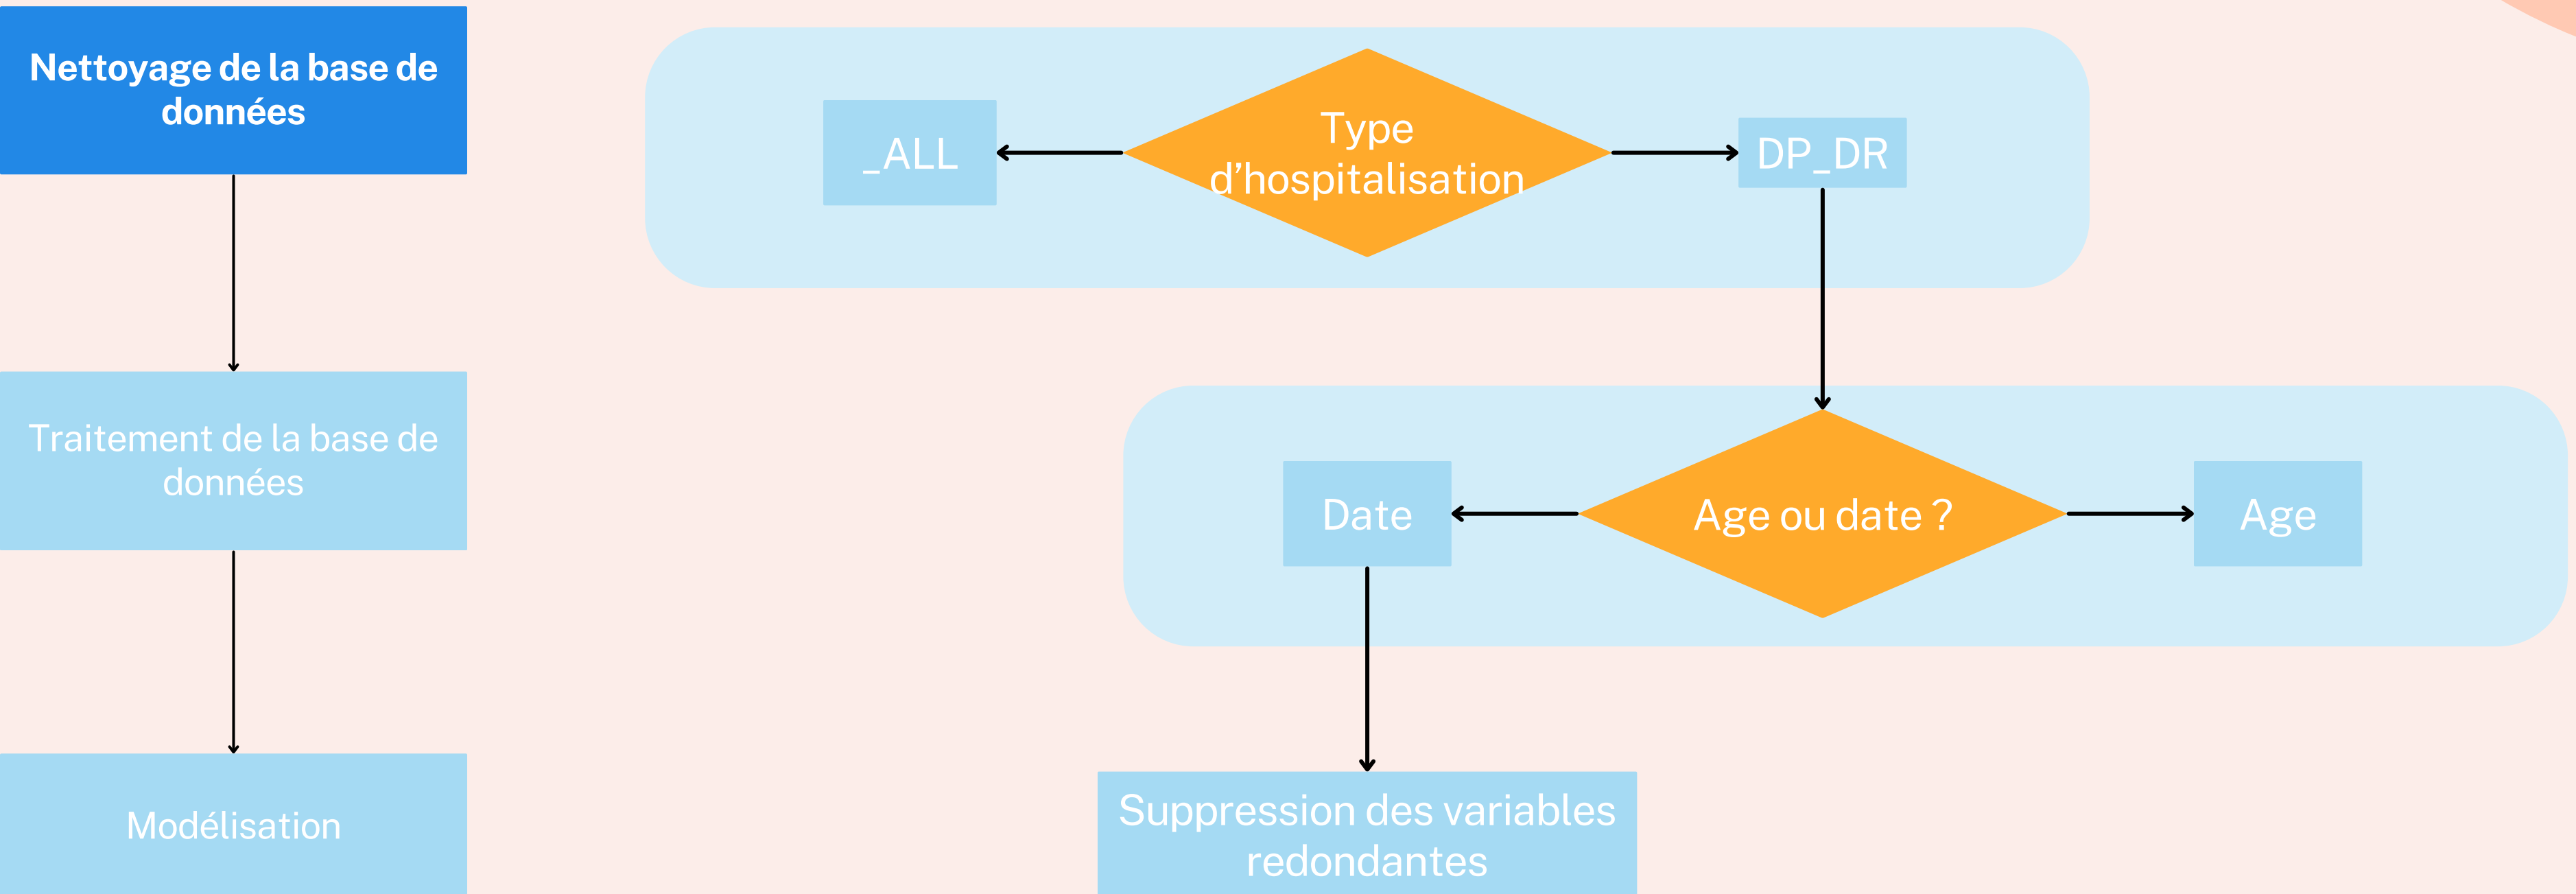 Nettoyage de la base de
données
Traitement de la base de
données
Modélisation
_ALL
Type
d’hospitalisation
DP_DR
Date
Age ou date ?
Age
Suppression des variables
redondantes